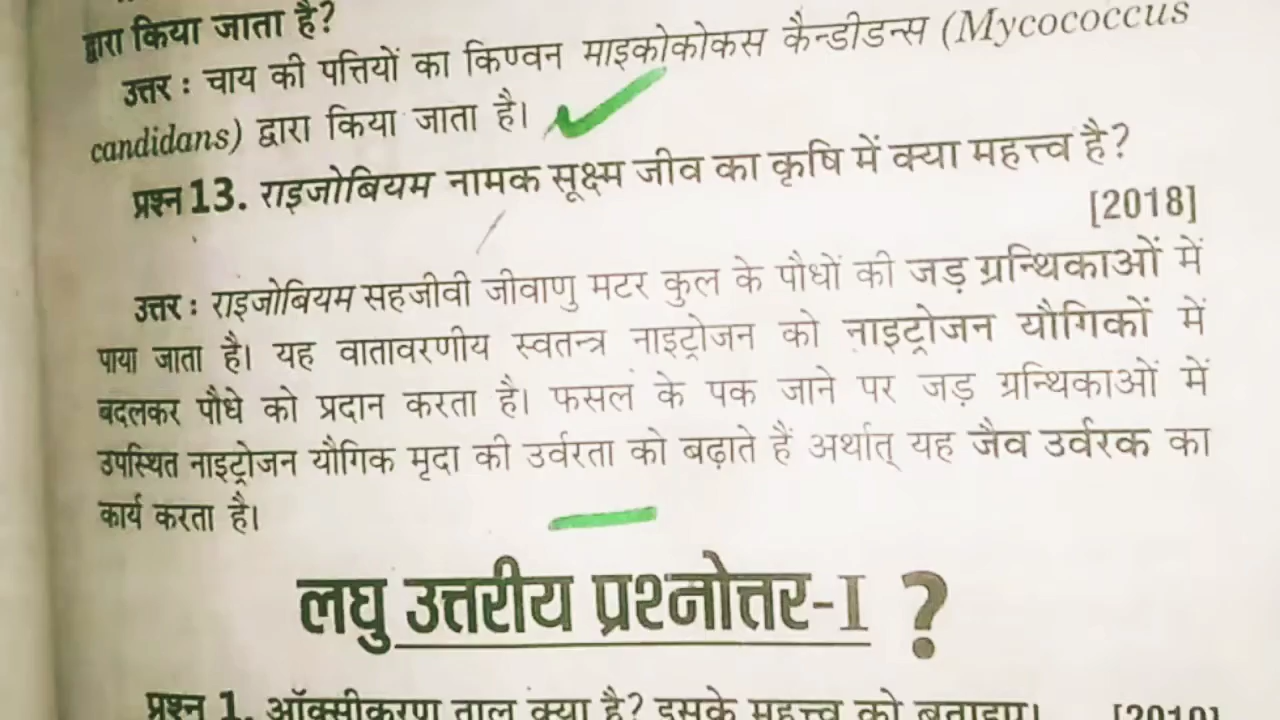 द्वारा किया जाता है?
उत्तर : चाय की पत्तियों का किण्वन माइकोकोकस कैन्डीडन्स (Mycococcus
candidans) द्वारा किया जाता है।
प्रश्न 13. राइजोबियम नामक सूक्ष्म जीव का कृषि में क्या महत्त्व है?
[2018]
उत्तर : राइजोबियम सहजीवी जीवाणु मटर कुल के पौधों की जड़ ग्रन्थिकाओं में
पाया जाता है। यह वातावरणीय स्वतन्त्र नाइट्रोजन को नाइट्रोजन यौगिकों में
बदलकर पौधे को प्रदान करता है। फसल के पक जाने पर जड़ ग्रन्थिकाओं में
उपस्थित नाइट्रोजन यौगिक मृदा की उर्वरता को बढ़ाते हैं अर्थात् यह जैव उर्वरक का
कार्य करता है।
लघु उत्तरीय प्रश्नोत्तर-I ?
प्रश्न 1. ऑक्सीकरण ताल क्या है? इसके महत्त्व को बताइए।